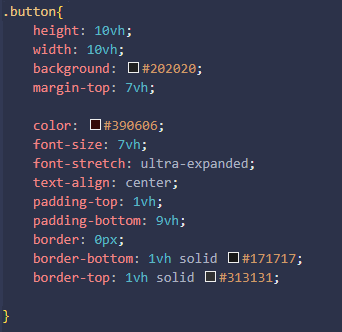 .button{
height: 10vh;
width: 10vh;
background: #202020;
margin-top: 7vh;
color: #390606;
font-size: 7vh;
font-stretch: ultra-expanded;
text-align: center;
padding-top: 1vh;
padding-bottom: 9vh;
border: 0px;
border-bottom: 1vh solid #171717;
border-top: 1vh solid #313131;
}